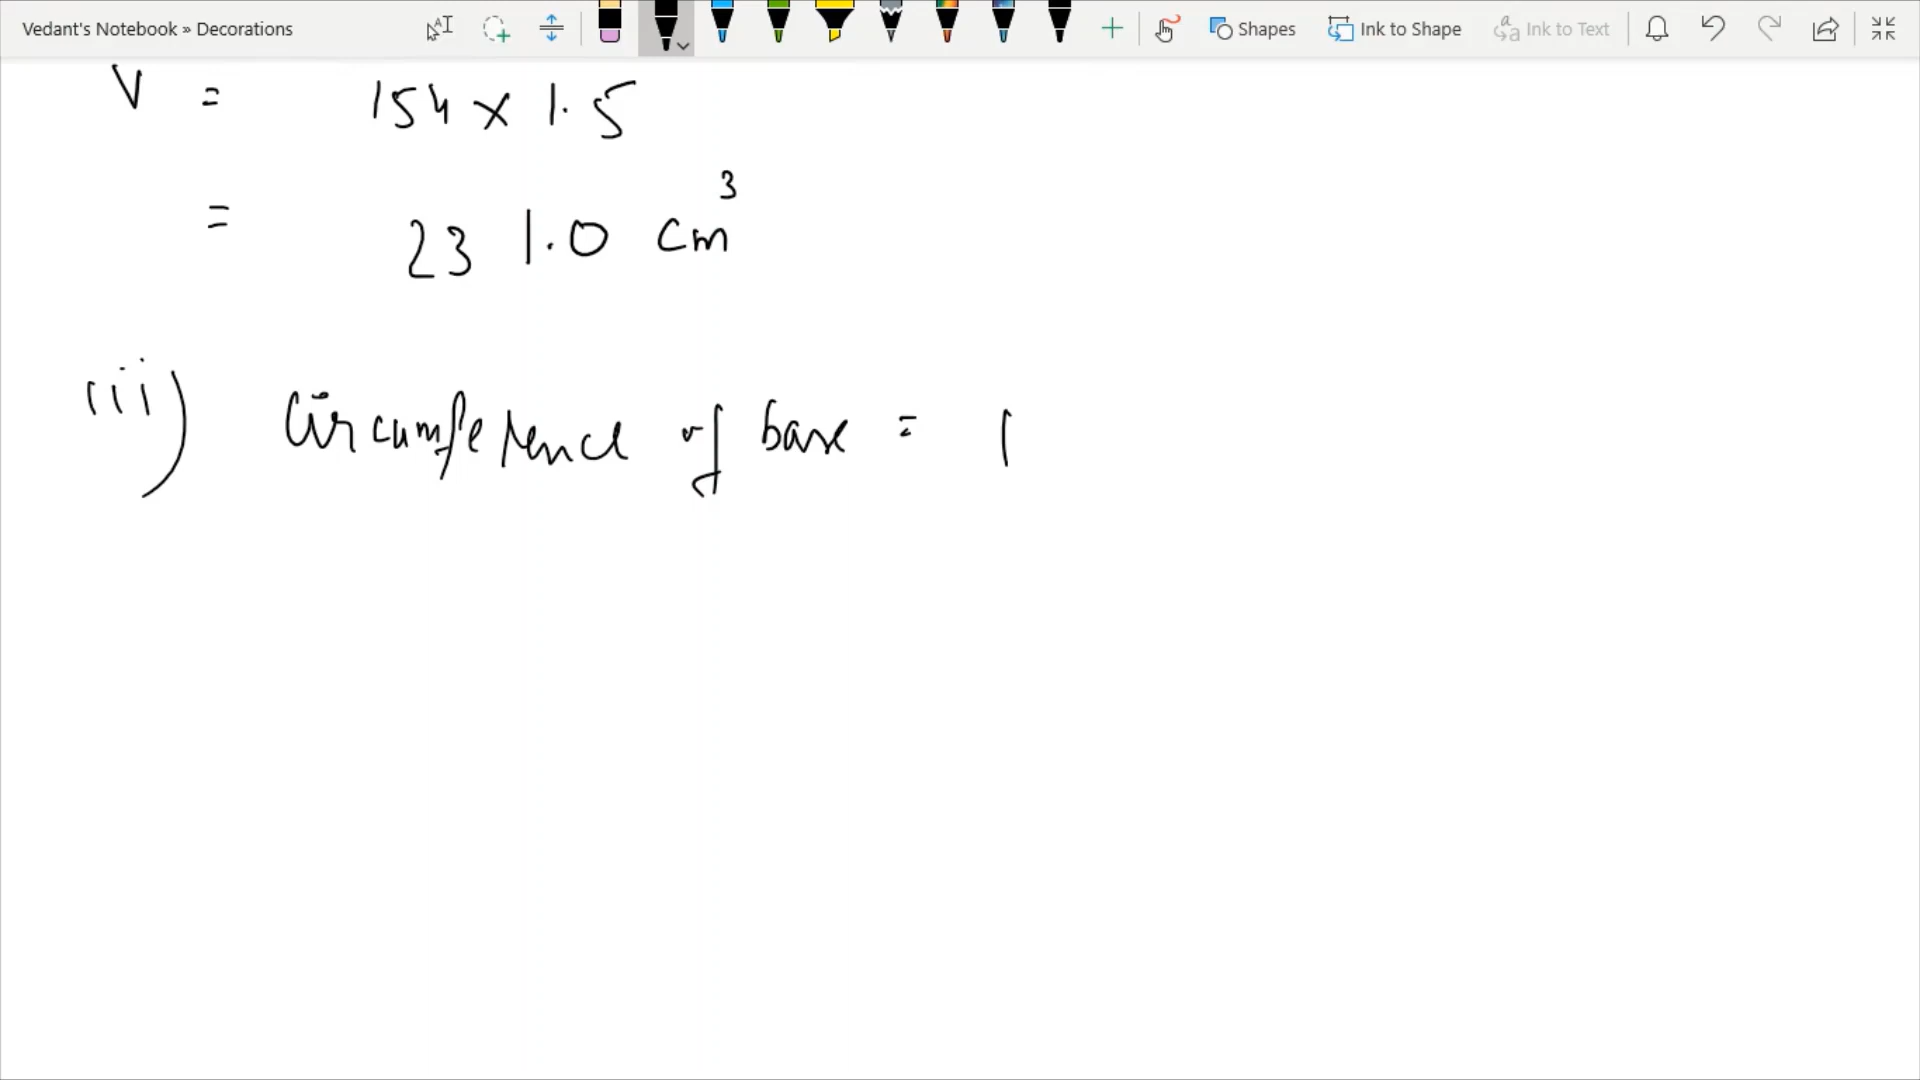 Vedant's Notebook » Decorations Shapes Ink to Shape Ink to Text
V = 154 x 1.5
= 231.0 cm³
iii) Circumference of base = 1